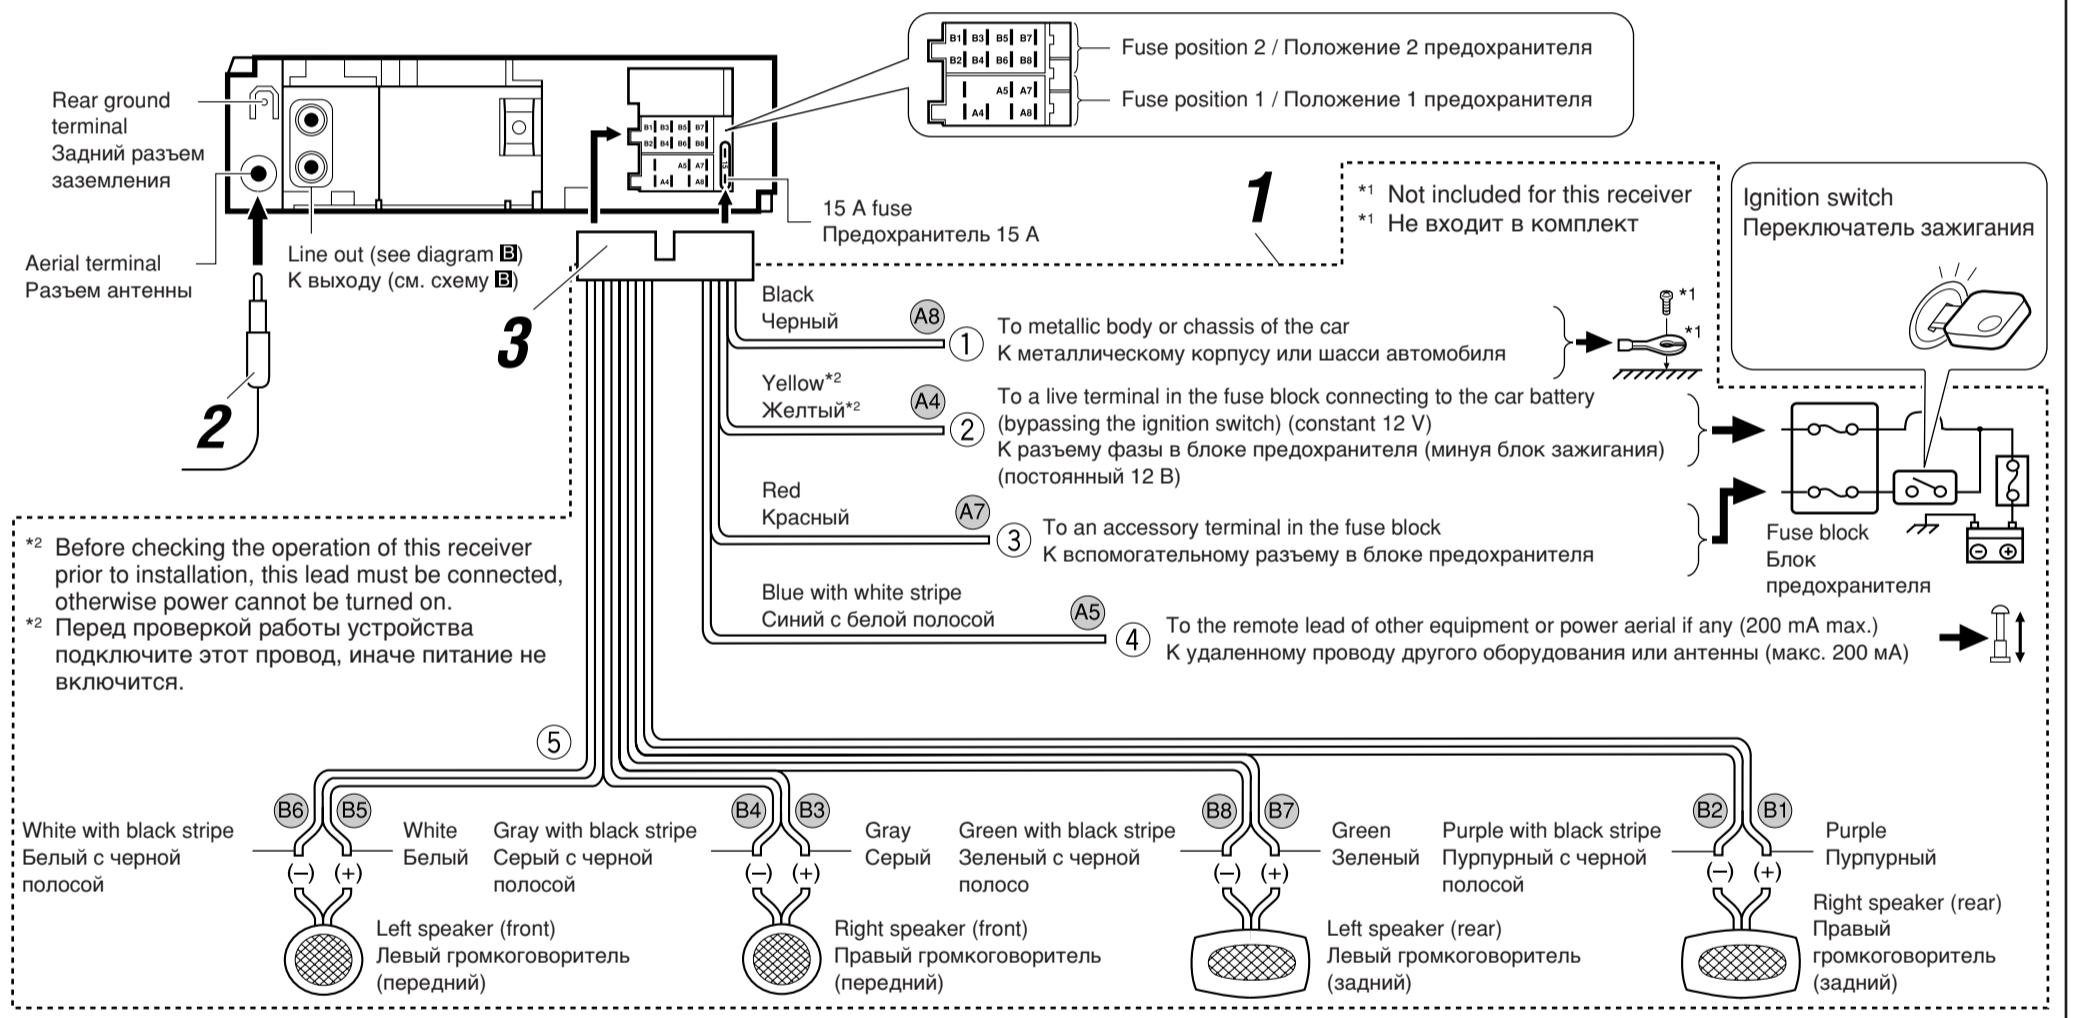 B1 B3 B5 B7
B2 B4 B6 B8
A5 A7
A4 A8
Fuse position 2 / Положение 2 предохранителя
Fuse position 1 / Положение 1 предохранителя
Rear ground
terminal
Задний разъем
заземления
B1 B3 B5 B7
B2 B4 B6 B8
A5 A7
A4 A8
15
15 A fuse
Предохранитель 15 А
Aerial terminal
Разъем антенны
Line out (see diagram B)
К выходу (см. схему B)
1
*1 Not included for this receiver
*1 Не входит в комплект
Ignition switch
Переключатель зажигания
2
3
Black
Черный
A8
1
To metallic body or chassis of the car
К металлическому корпусу или шасси автомобиля
*1
*1
Yellow*2
Желтый*2
A4
2
To a live terminal in the fuse block connecting to the car battery
(bypassing the ignition switch) (constant 12 V)
К разъему фазы в блоке предохранителя (минуя блок зажигания)
(постоянный 12 В)
Red
Красный
A7
3
To an accessory terminal in the fuse block
К вспомогательному разъему в блоке предохранителя
Fuse block
Блок
предохранителя
Blue with white stripe
Синий с белой полосой
A5
4
To the remote lead of other equipment or power aerial if any (200 mA max.)
К удаленному проводу другого оборудования или антенны (макс. 200 мА)
*2 Before checking the operation of this receiver
prior to installation, this lead must be connected,
otherwise power cannot be turned on.
*2 Перед проверкой работы устройства
подключите этот провод, иначе питание не
включится.
5
B6 B5
White with black stripe
Белый с черной
полосой
White
Белый
(–) (+)
Left speaker (front)
Левый громкоговоритель
(передний)
B4 B3
Gray with black stripe
Серый с черной
полосой
Gray
Серый
(–) (+)
Right speaker (front)
Правый громкоговоритель
(передний)
B8 B7
Green with black stripe
Зеленый с черной
полосо
Green
Зеленый
(–) (+)
Left speaker (rear)
Левый громкоговоритель
(задний)
B2 B1
Purple with black stripe
Пурпурный с черной
полосой
Purple
Пурпурный
(–) (+)
Right speaker (rear)
Правый
громкоговоритель
(задний)